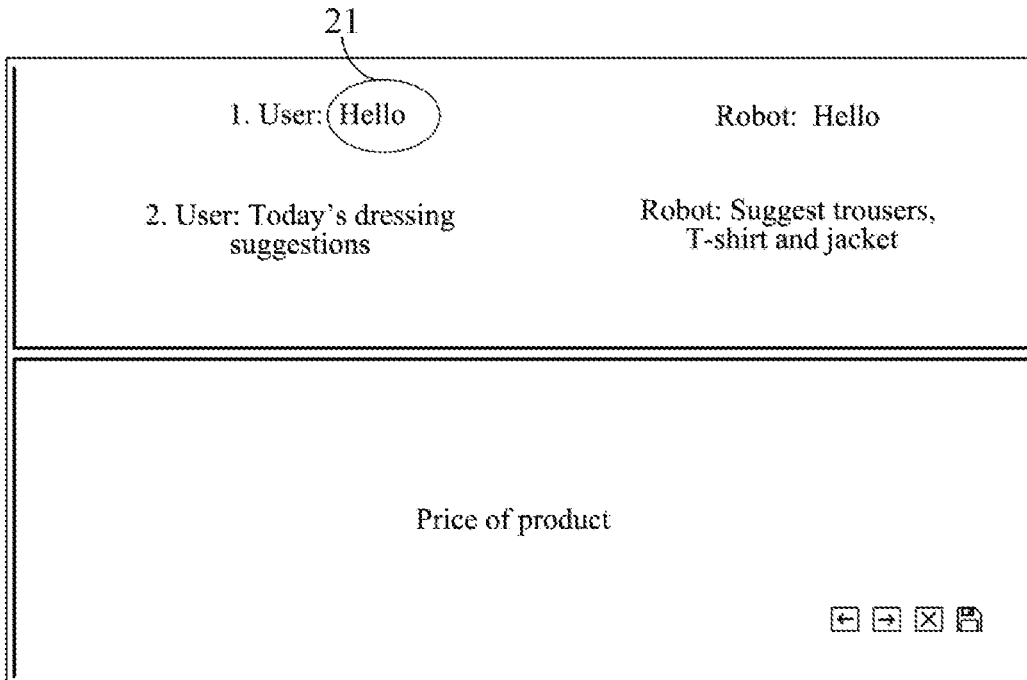 21
1. User: Hello
Robot: Hello
2. User: Today's dressing
suggestions
Robot: Suggest trousers,
T-shirt and jacket
Price of product